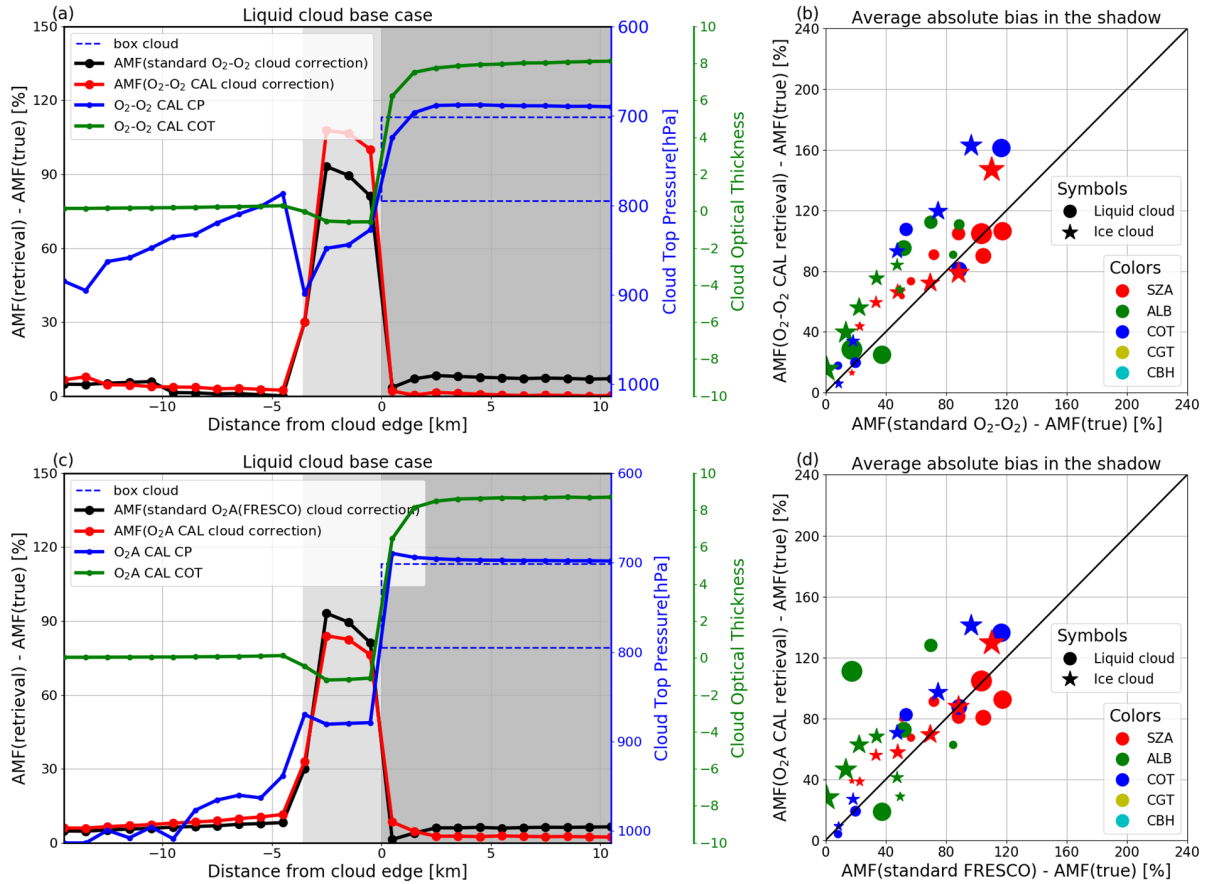 (a)
Liquid cloud base case
150
120
90
60
30
0
AMF(retrieval) - AMF(true) [%]
box cloud
AMF(standard O₂-O₂ cloud correction)
AMF(O₂-O₂ CAL cloud correction)
O₂-O₂ CAL CP
O₂-O₂ CAL COT
−10
−5
0
5
10
Distance from cloud edge [km]
600
700
800
900
1000
Cloud Top Pressure[hPa]
10
8
6
4
2
0
−2
−4
−6
−8
−10
Cloud Optical Thickness
(b)
Average absolute bias in the shadow
240
200
160
120
80
40
0
AMF(O₂-O₂ CAL retrieval) - AMF(true) [%]
Symbols
Liquid cloud
Ice cloud
Colors
SZA
ALB
COT
CGT
CBH
0
40
80
120
160
200
240
AMF(standard O₂-O₂) - AMF(true) [%]
(c)
Liquid cloud base case
150
120
90
60
30
0
AMF(retrieval) - AMF(true) [%]
box cloud
AMF(standard O₂A(FRESCO) cloud correction)
AMF(O₂A CAL cloud correction)
O₂A CAL CP
O₂A CAL COT
−10
−5
0
5
10
Distance from cloud edge [km]
600
700
800
900
1000
Cloud Top Pressure[hPa]
10
8
6
4
2
0
−2
−4
−6
−8
−10
Cloud Optical Thickness
(d)
Average absolute bias in the shadow
240
200
160
120
80
40
0
AMF(O₂A CAL retrieval) - AMF(true) [%]
Symbols
Liquid cloud
Ice cloud
Colors
SZA
ALB
COT
CGT
CBH
0
40
80
120
160
200
240
AMF(standard FRESCO) - AMF(true) [%]